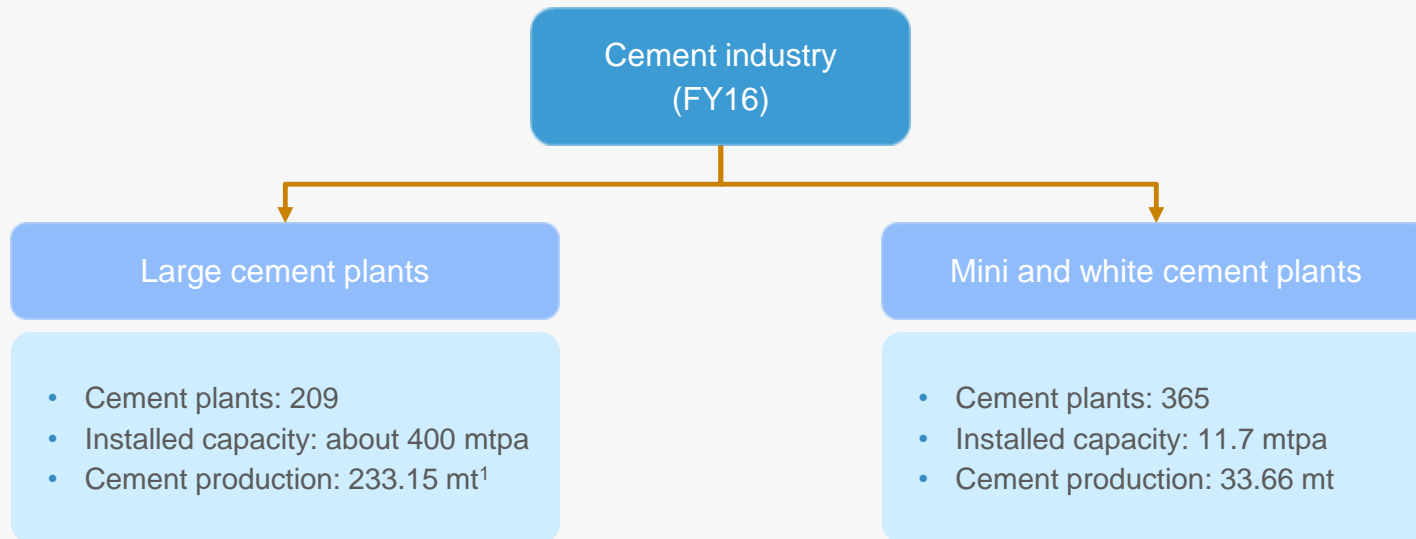 Cement industry
(FY16)
Large cement plants
Mini and white cement plants
• Cement plants: 209
• Installed capacity: about 400 mtpa
• Cement production: 233.15 mt¹
• Cement plants: 365
• Installed capacity: 11.7 mtpa
• Cement production: 33.66 mt